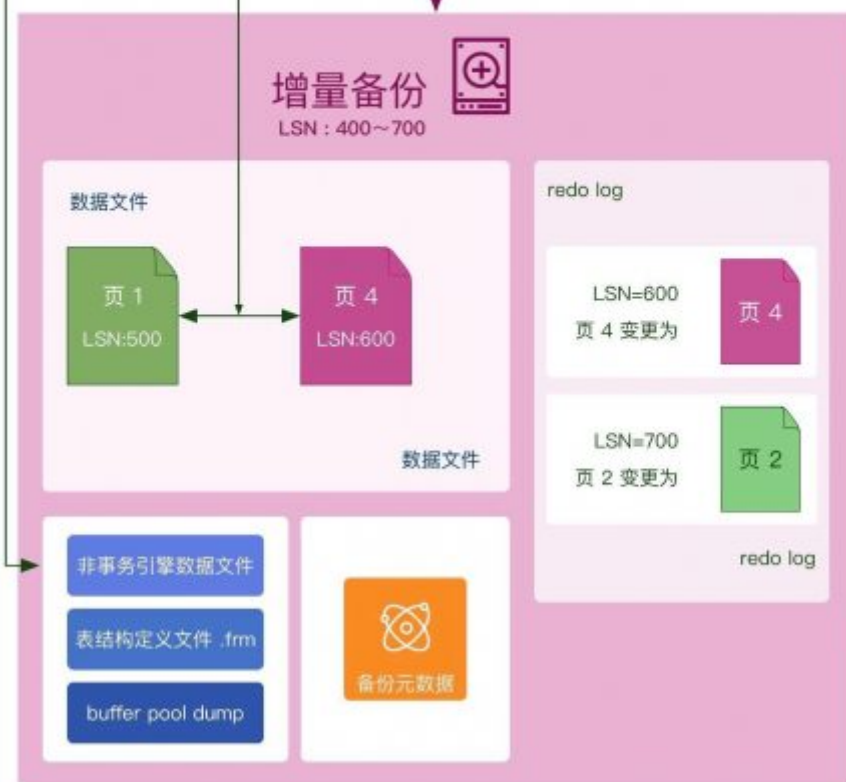 增量备份
LSN : 400～700
数据文件
页 1
LSN:500
页 4
LSN:600
数据文件
redo log
LSN=600
页 4 变更为
页 4
LSN=700
页 2 变更为
页 2
redo log
非事务引擎数据文件
表结构定义文件 .frm
buffer pool dump
备份元数据